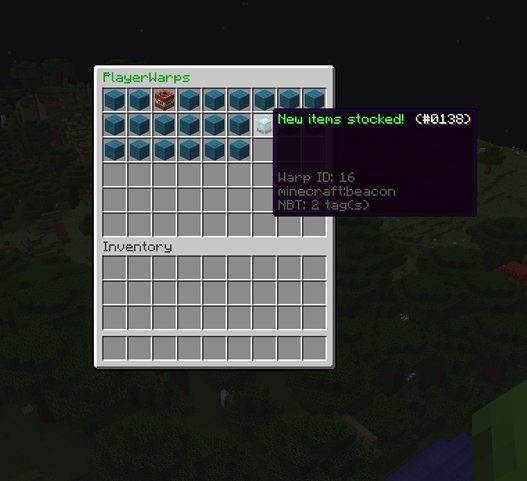 PlayerWarps
New items stocked! (#0138)
Warp ID: 16
minecraft:beacon
NBT: 2 tag(s)
Inventory